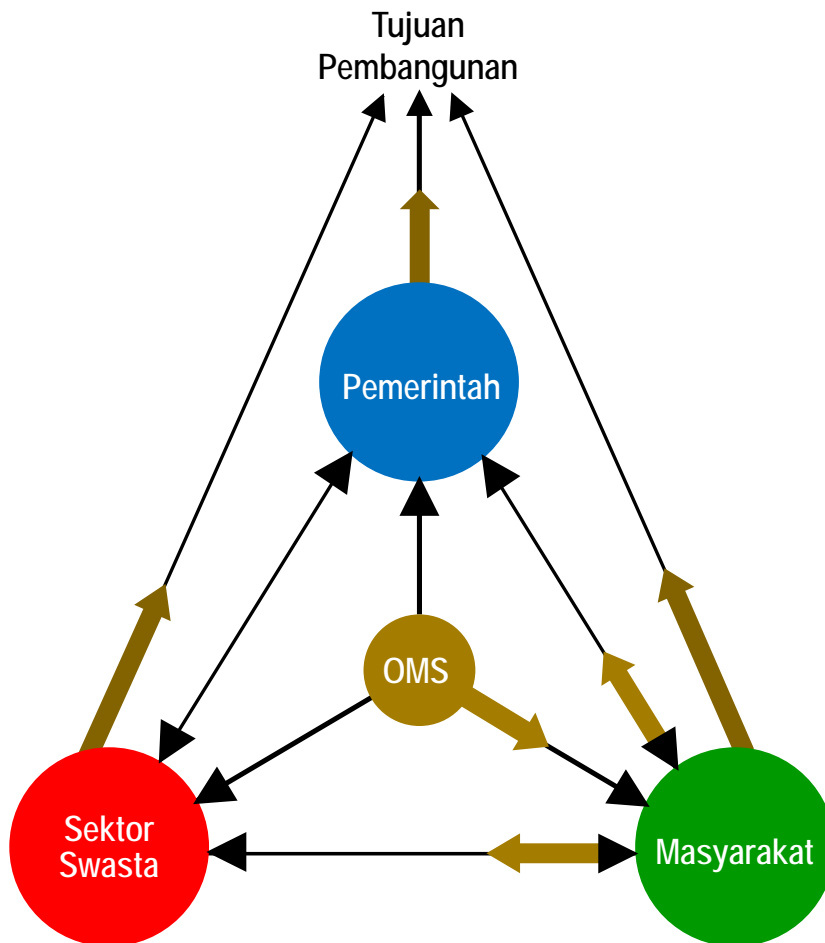 Tujuan
Pembangunan
Pemerintah
OMS
Sektor
Swasta
Masyarakat